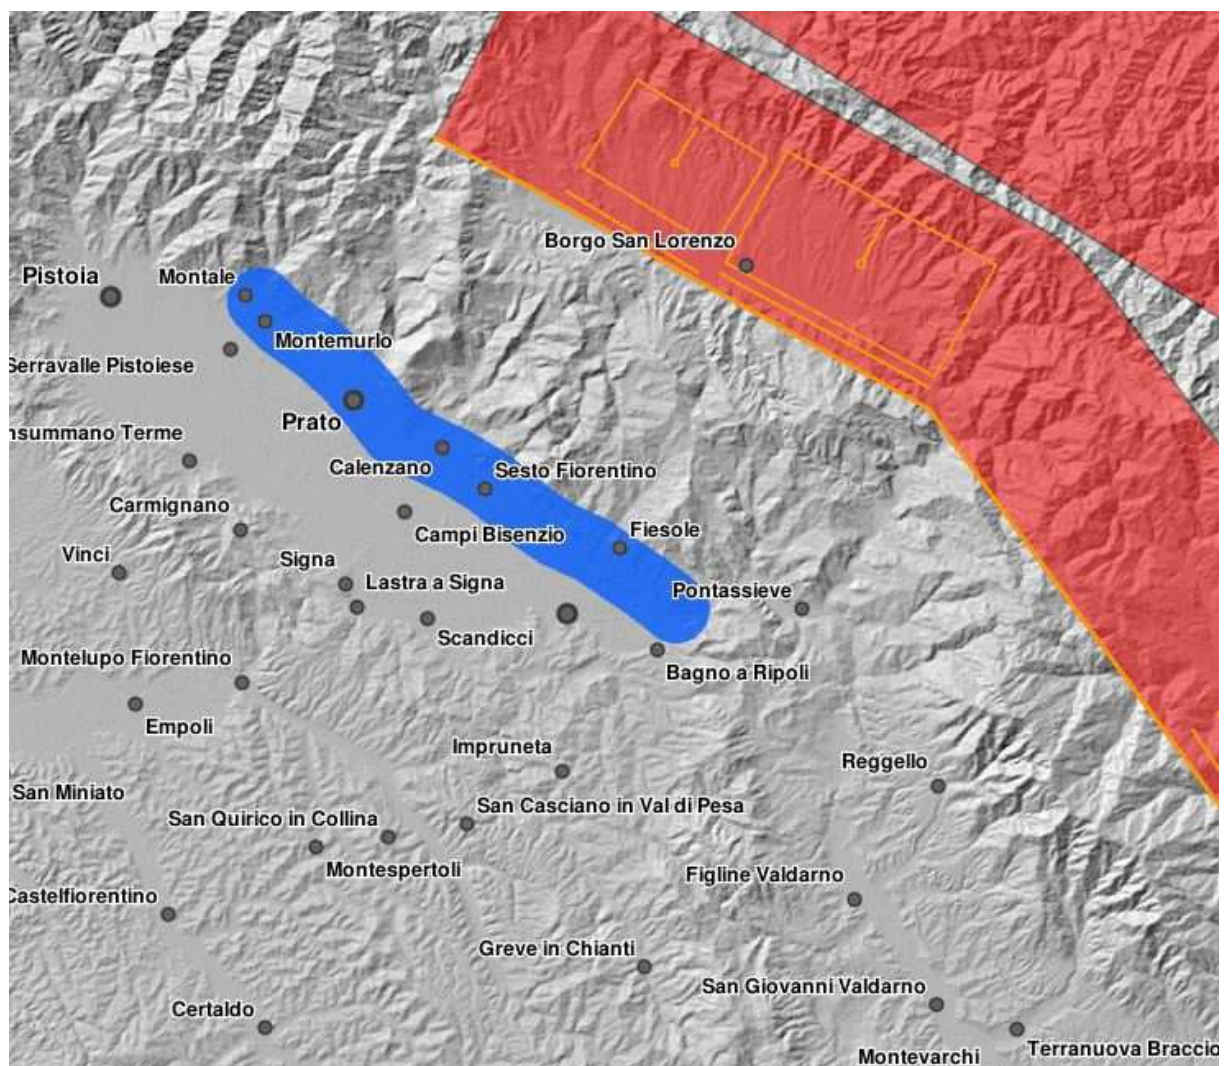 Borgo San Lorenzo
Pistoia
Montale
Montemurlo
Serravalle Pistoiese
Prato
nsummano Terme
Calenzano
Sesto Fiorentino
Carmignano
Campi Bisenzio
Fiesole
Vinci
Signa
Lastra a Signa
Pontassieve
Scandicci
Montelupo Fiorentino
Bagno a Ripoli
Empoli
Impruneta
Reggello
San Miniato
San Casciano in Val di Pesa
San Quirico in Collina
Montespertoli
Figline Valdarno
Castelfiorentino
Greve in Chianti
San Giovanni Valdarno
Certaldo
Terranuova Braccio
Montevarchi